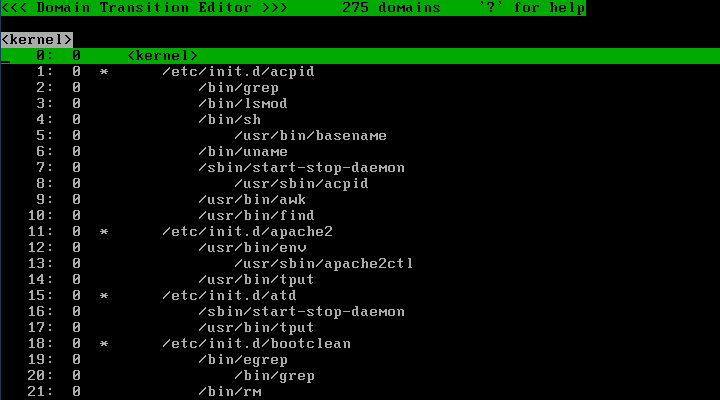 <<< Domain Transition Editor >>>      275 domains    '?' for help
<kernel>
0:  0     <kernel>
1:  0  *      /etc/init.d/acpid
2:  0             /bin/grep
3:  0             /bin/lsmod
4:  0             /bin/sh
5:  0                 /usr/bin/basename
6:  0             /bin/uname
7:  0             /sbin/start-stop-daemon
8:  0                 /usr/sbin/acpid
9:  0             /usr/bin/awk
10:  0             /usr/bin/find
11:  0  *      /etc/init.d/apache2
12:  0             /usr/bin/env
13:  0                 /usr/sbin/apache2ctl
14:  0             /usr/bin/tput
15:  0  *      /etc/init.d/atd
16:  0             /sbin/start-stop-daemon
17:  0             /usr/bin/tput
18:  0  *      /etc/init.d/bootclean
19:  0             /bin/egrep
20:  0                 /bin/grep
21:  0             /bin/rm